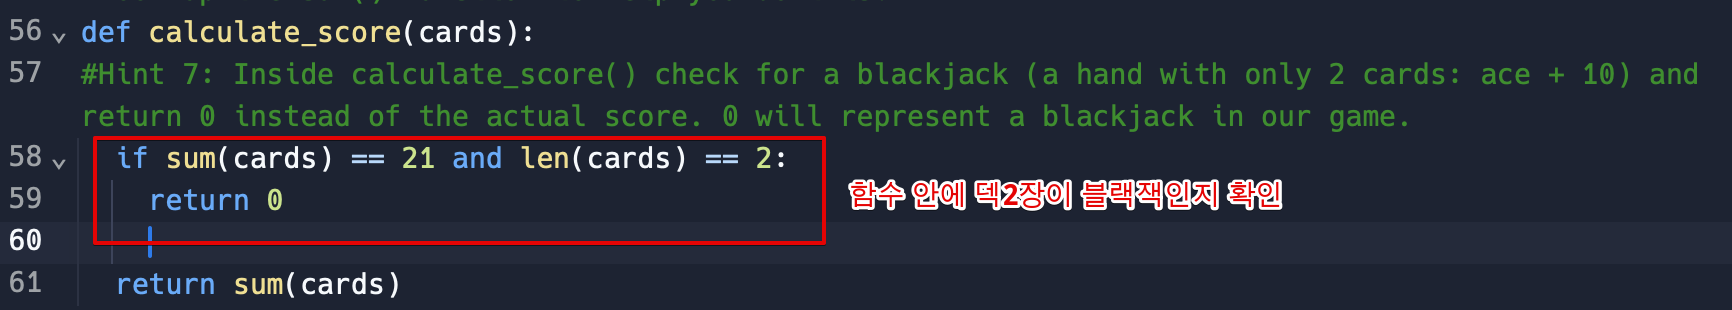 56 def calculate_score(cards):
57 #Hint 7: Inside calculate_score() check for a blackjack (a hand with only 2 cards: ace + 10) and
return 0 instead of the actual score. 0 will represent a blackjack in our game.
58 if sum(cards) == 21 and len(cards) == 2:
59 return 0
함수 안에 덱2장이 블랙잭인지 확인
60
61 return sum(cards)